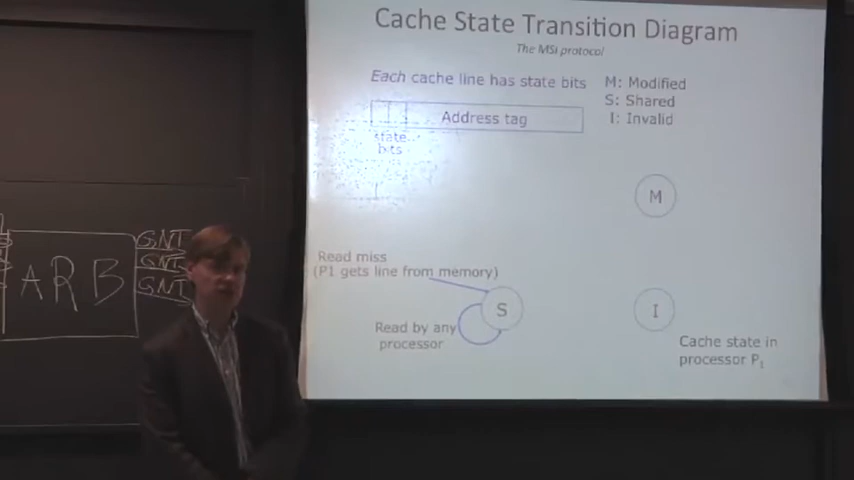 Cache State Transition Diagram
The MSI protocol
Each cache line has state bits
M: Modified
S: Shared
I: Invalid
Address tag
state
bits
M
Read miss
(P1 gets line from memory)
S
I
Read by any
processor
Cache state in
processor P1
ARB
GNT
GNT
GNT